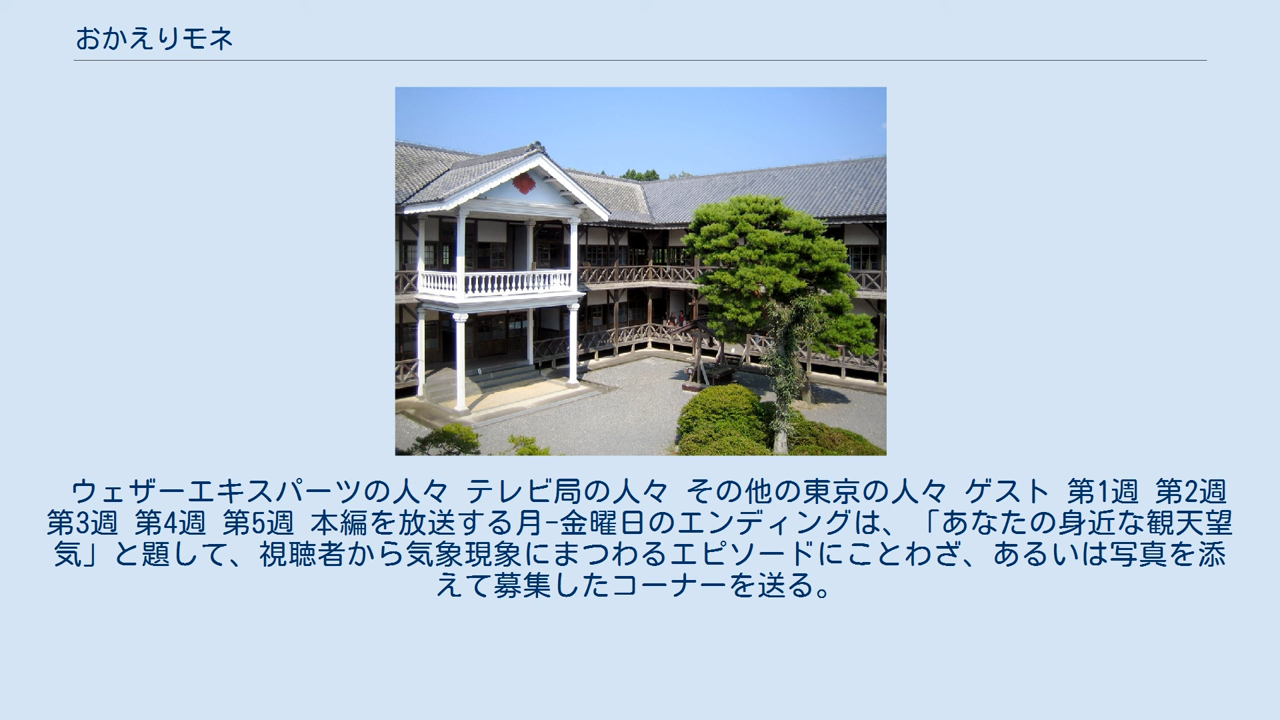 おかえりモネ
ウェザーエキスパーツの人々 テレビ局の人々 その他の東京の人々 ゲスト 第1週 第2週
第3週 第4週 第5週 本編を放送する月-金曜日のエンディングは、「あなたの身近な観天望
気」と題して、視聴者から気象現象にまつわるエピソードにことわざ、あるいは写真を添
えて募集したコーナーを送る。